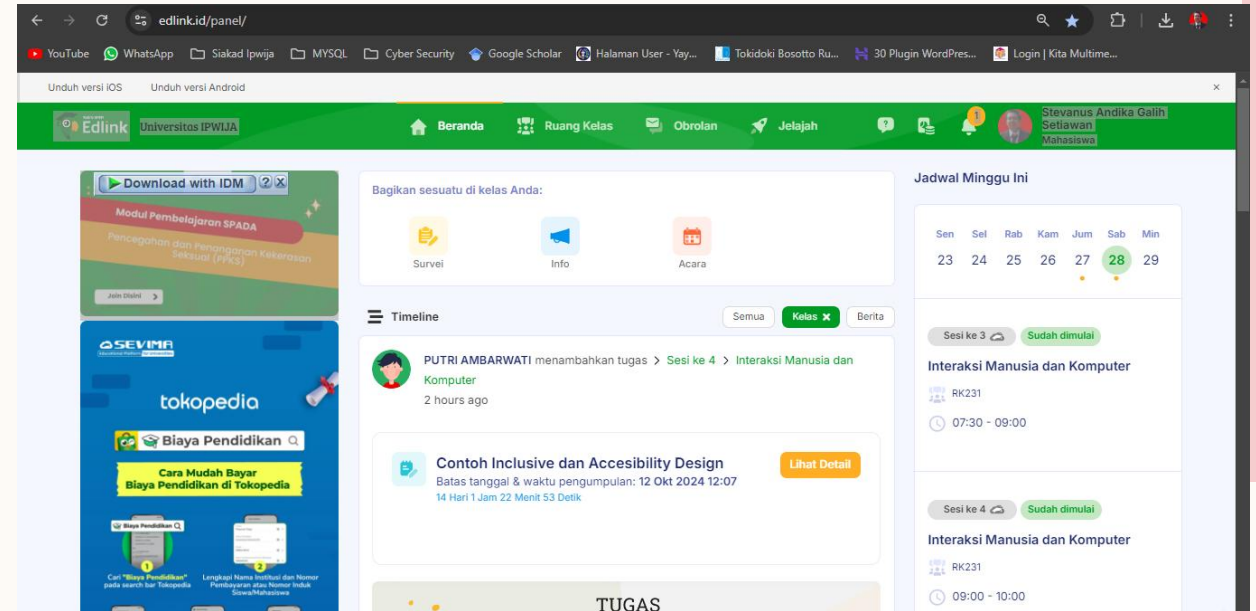 edlink.id/panel/
YouTube WhatsApp Siakad Ipwija MYSQL Cyber Security Google Scholar Halaman User - Yay... Tokidoki Bosotto Ru... 30 Plugin WordPres... Login | Kita Multime...
Unduh versi iOS Unduh versi Android
Edlink Universitas IPWIJA
Beranda Ruang Kelas Obrolan Jelajah
1
Stevanus Andika Galih
Setiawan
Mahasiswa
Download with IDM
Modul Pembelajaran SPADA
Pencegahan dan Penanganan Kekerasan
Seksual (PPKS)
Join Disini
SEVIMA
tokopedia
Biaya Pendidikan
Cara Mudah Bayar
Biaya Pendidikan di Tokopedia
Biaya Pendidikan
1
2
Cari "Biaya Pendidikan"
pada search bar Tokopedia
Lengkapi Nama Institusi dan Nomor
Pembayaran atau Nomor Induk
Siswa/Mahasiswa
Bagikan sesuatu di kelas Anda:
Survei Info Acara
Timeline
Semua Kelas Berita
PUTRI AMBARWATI menambahkan tugas > Sesi ke 4 > Interaksi Manusia dan
Komputer
2 hours ago
Contoh Inclusive dan Accesibility Design
Lihat Detail
Batas tanggal & waktu pengumpulan: 12 Okt 2024 12:07
14 Hari 1 Jam 22 Menit 53 Detik
TUGAS
Jadwal Minggu Ini
Sen Sel Rab Kam Jum Sab Min
23 24 25 26 27 28 29
Sesi ke 3 Sudah dimulai
Interaksi Manusia dan Komputer
RK231
07:30 - 09:00
Sesi ke 4 Sudah dimulai
Interaksi Manusia dan Komputer
RK231
09:00 - 10:00